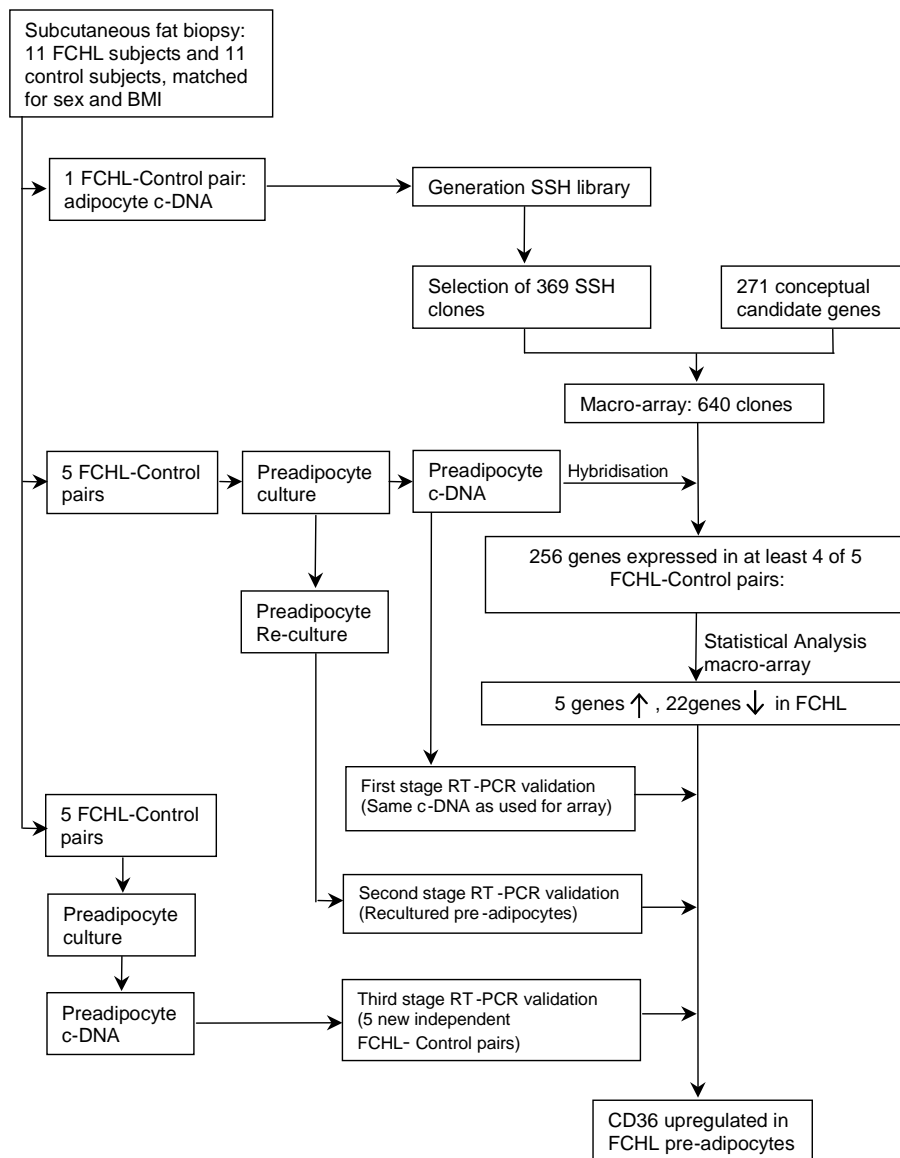 Subcutaneous fat biopsy:
11 FCHL subjects and 11
control subjects, matched
for sex and BMI
1 FCHL-Control pair:
adipocyte c-DNA
Generation SSH library
Selection of 369 SSH
clones
271 conceptual
candidate genes
Macro-array: 640 clones
5 FCHL-Control
pairs
Preadipocyte
culture
Preadipocyte
c-DNA
Hybridisation
256 genes expressed in at least 4 of 5
FCHL-Control pairs:
Preadipocyte
Re-culture
Statistical Analysis
macro-array
5 genes ↑ , 22genes ↓ in FCHL
First stage RT-PCR validation
(Same c-DNA as used for array)
5 FCHL-Control
pairs
Second stage RT-PCR validation
(Recultured pre-adipocytes)
Preadipocyte
culture
Preadipocyte
c-DNA
Third stage RT-PCR validation
(5 new independent
FCHL- Control pairs)
CD36 upregulated in
FCHL pre-adipocytes